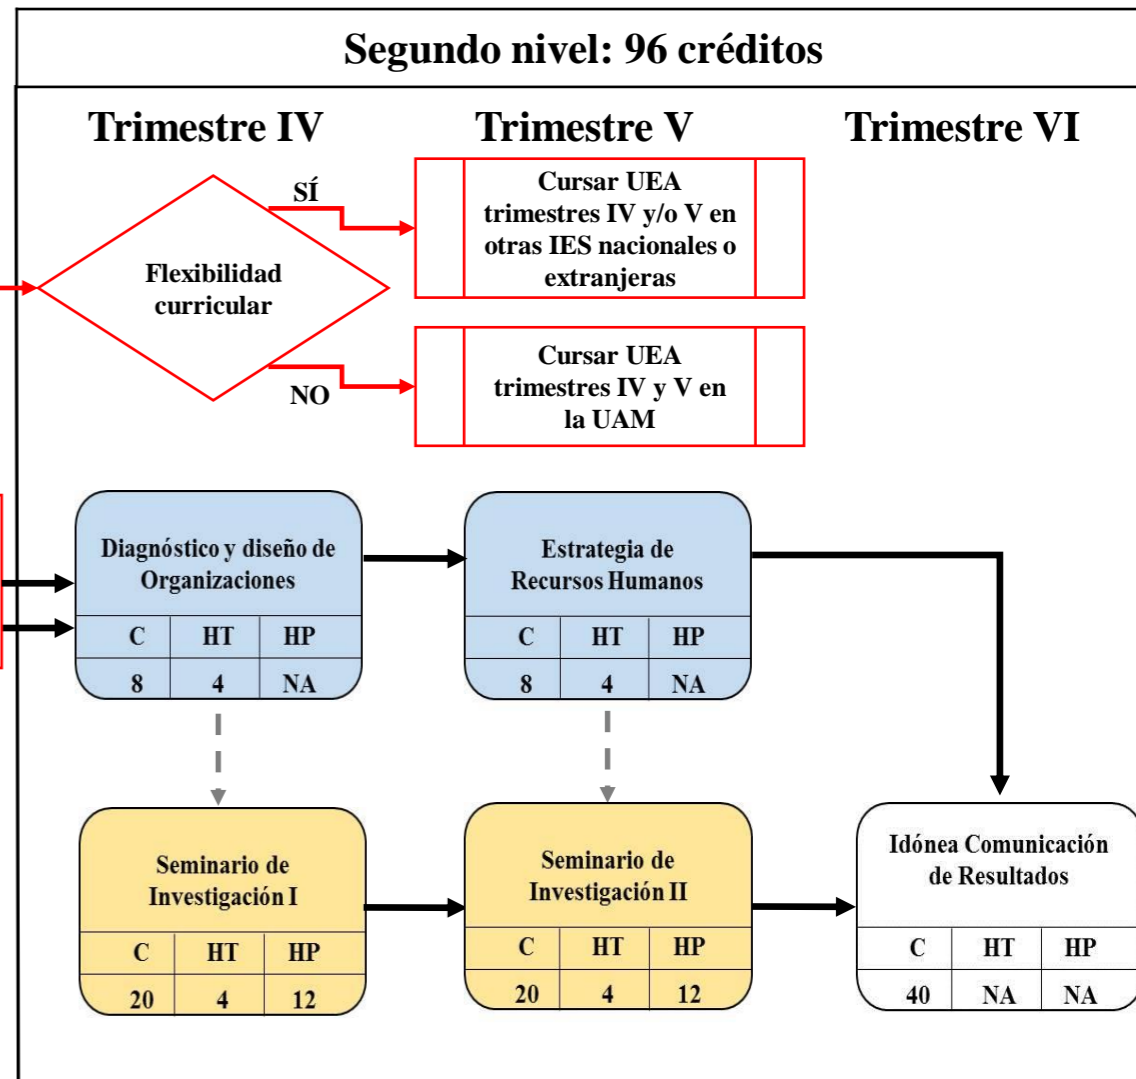 Segundo nivel: 96 créditos
Trimestre IV
Trimestre V
Trimestre VI
Flexibilidad
curricular
SÍ
NO
Cursar UEA
trimestres IV y/o V en
otras IES nacionales o
extranjeras
Cursar UEA
trimestres IV y V en
la UAM
Diagnóstico y diseño de
Organizaciones
C HT HP
8 4 NA
Estrategia de
Recursos Humanos
C HT HP
8 4 NA
Seminario de
Investigación I
C HT HP
20 4 12
Seminario de
Investigación II
C HT HP
20 4 12
Idónea Comunicación
de Resultados
C HT HP
40 NA NA